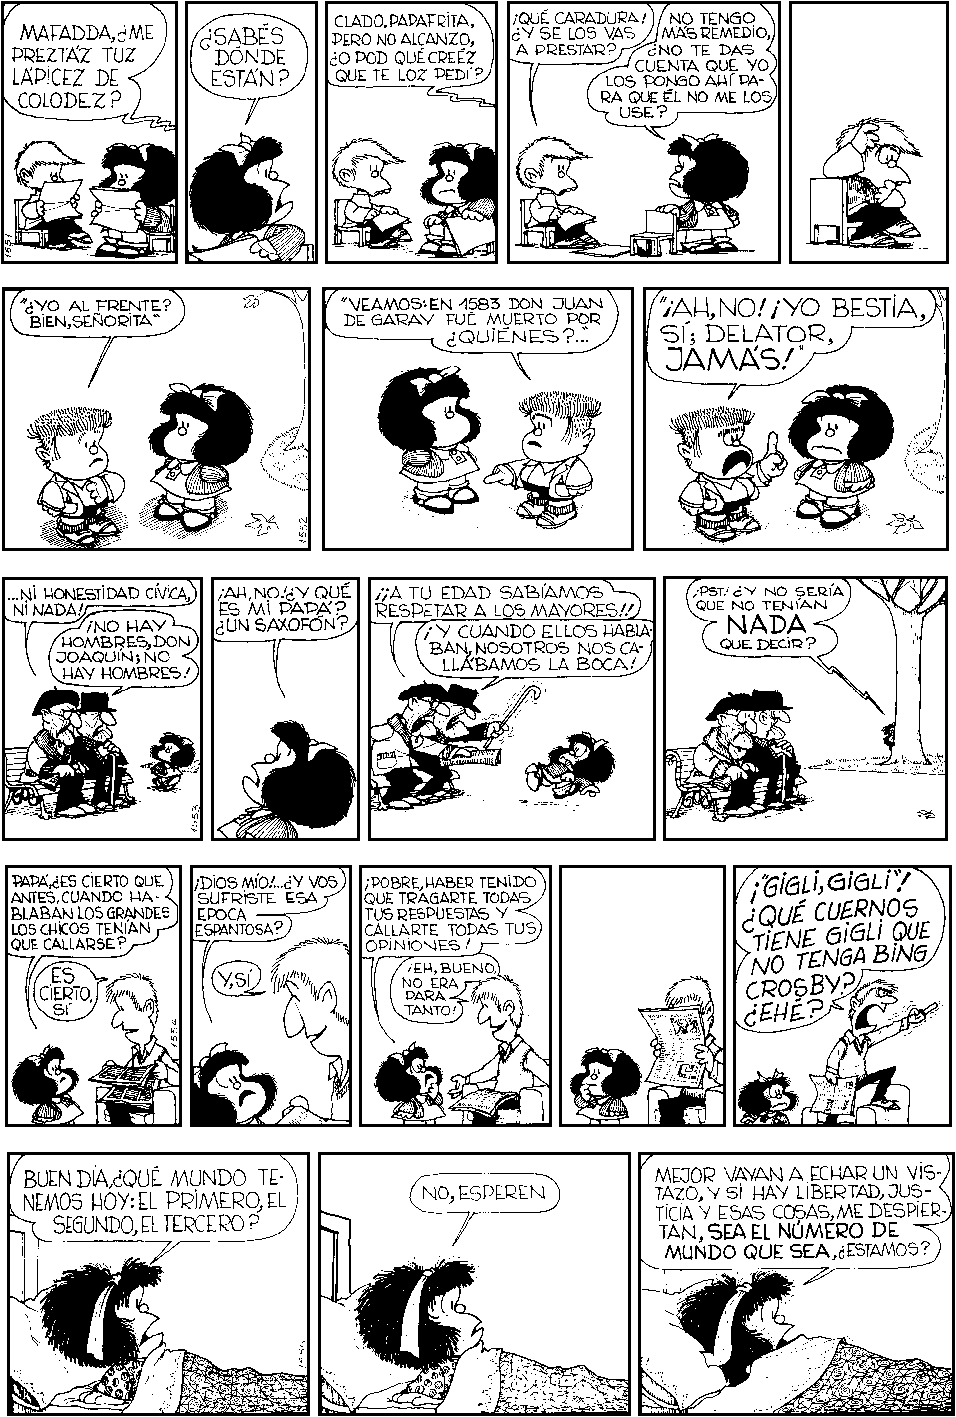 MAFADDA,¿ME
PREZTÁZ TUZ
LÁPICEZ DE
COLODEZ?
1551
¿SABÉS
DÓNDE
ESTÁN?
CLADO, PAPAFRITA,
PERO NO ALCANZO,
¿O POD QUÉ CREÉZ
QUE TE LOZ PEDÍ?
¡QUÉ CARADURA!
¿Y SE LOS VAS
A PRESTAR?
NO TENGO
MÁS REMEDIO,
¿NO TE DAS
CUENTA QUE YO
LOS PONGO AHÍ PA-
RA QUE ÉL NO ME LOS
USE?
"¿YO AL FRENTE?
BIEN, SEÑORITA"
1552
"VEAMOS: EN 1583 DON JUAN
DE GARAY FUÉ MUERTO POR
¿QUIÉNES?..."
"¡AH, NO! ¡YO BESTIA,
SÍ; DELATOR,
JAMÁS!"
...NI HONESTIDAD CÍVICA,
NI NADA!
¡NO HAY
HOMBRES, DON
JOAQUÍN; NO
HAY HOMBRES!
1553
¡AH, NO! ¿Y QUÉ
ES MI PAPÁ?
¿UN SAXOFÓN?
¡¡A TU EDAD SABÍAMOS
RESPETAR A LOS MAYORES!!
¡Y CUANDO ELLOS HABLA-
BAN, NOSOTROS NOS CA-
LLÁBAMOS LA BOCA!
¡PST! ¿Y NO SERÍA
QUE NO TENÍAN
NADA
QUE DECIR?
PAPÁ, ¿ES CIERTO QUE
ANTES, CUANDO HA-
BLABAN LOS GRANDES
LOS CHICOS TENÍAN
QUE CALLARSE?
ES
CIERTO,
SÍ
1554
¡DIOS MÍO!...¿Y VOS
SUFRISTE ESA
EPOCA
ESPANTOSA?
Y, SÍ
¡POBRE, HABER TENIDO
QUE TRAGARTE TODAS
TUS RESPUESTAS Y
CALLARTE TODAS TUS
OPINIONES!
¡EH, BUENO,
NO ERA
PARA
TANTO!
¡"GIGLI, GIGLI"!
¿QUÉ CUERNOS
TIENE GIGLI QUE
NO TENGA BING
CROSBY?
¿EHÉ?
BUEN DÍA, ¿QUÉ MUNDO TE-
NEMOS HOY: EL PRIMERO, EL
SEGUNDO, EL TERCERO?
NO, ESPEREN
MEJOR VAYAN A ECHAR UN VIS-
TAZO, Y SI HAY LIBERTAD, JUS-
TICIA Y ESAS COSAS, ME DESPIER-
TAN, SEA EL NÚMERO DE
MUNDO QUE SEA, ¿ESTAMOS?